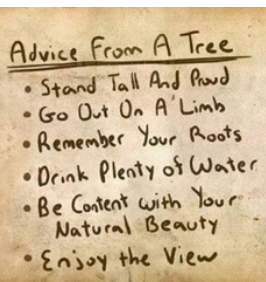 Advice From A Tree
• Stand Tall And Proud
• Go Out On A Limb
• Remember Your Roots
• Drink Plenty of Water
• Be Content with Your
Natural Beauty
• Enjoy the View